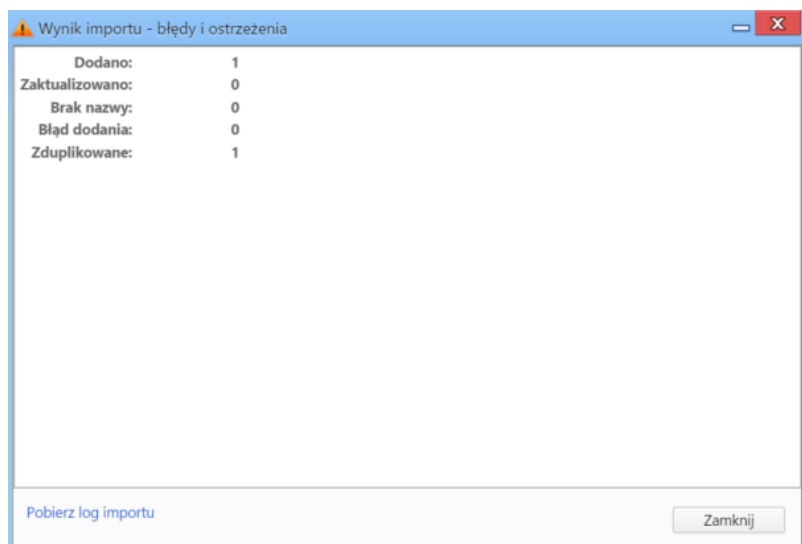 Wynik importu - błędy i ostrzeżenia
Dodano: 1
Zaktualizowano: 0
Brak nazwy: 0
Błąd dodania: 0
Zduplikowane: 1
Pobierz log importu
Zamknij